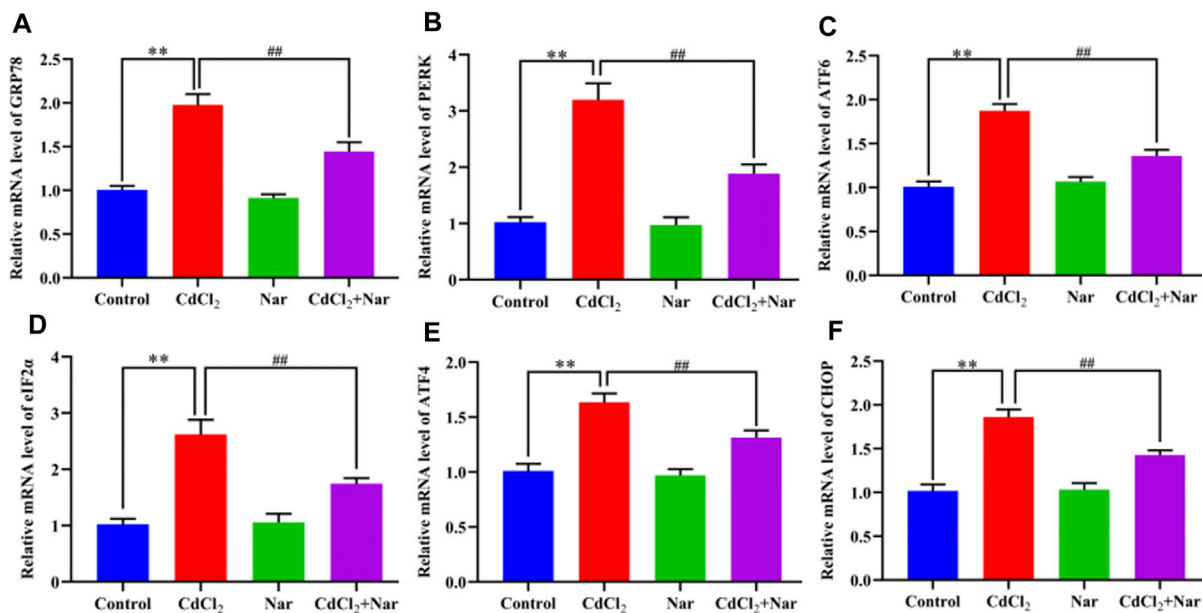 A
Relative mRNA level of GRP78
2.5
2.0
1.5
1.0
0.5
0.0
**
##
Control
CdCl₂
Nar
CdCl₂+Nar
B
Relative mRNA level of PERK
4
3
2
1
0
**
##
Control
CdCl₂
Nar
CdCl₂+Nar
C
Relative mRNA level of ATF6
2.5
2.0
1.5
1.0
0.5
0.0
**
##
Control
CdCl₂
Nar
CdCl₂+Nar
D
Relative mRNA level of eIF2α
4
3
2
1
0
**
##
Control
CdCl₂
Nar
CdCl₂+Nar
E
Relative mRNA level of ATF4
2.0
1.5
1.0
0.5
0.0
**
##
Control
CdCl₂
Nar
CdCl₂+Nar
F
Relative mRNA level of CHOP
2.5
2.0
1.5
1.0
0.5
0.0
**
##
Control
CdCl₂
Nar
CdCl₂+Nar